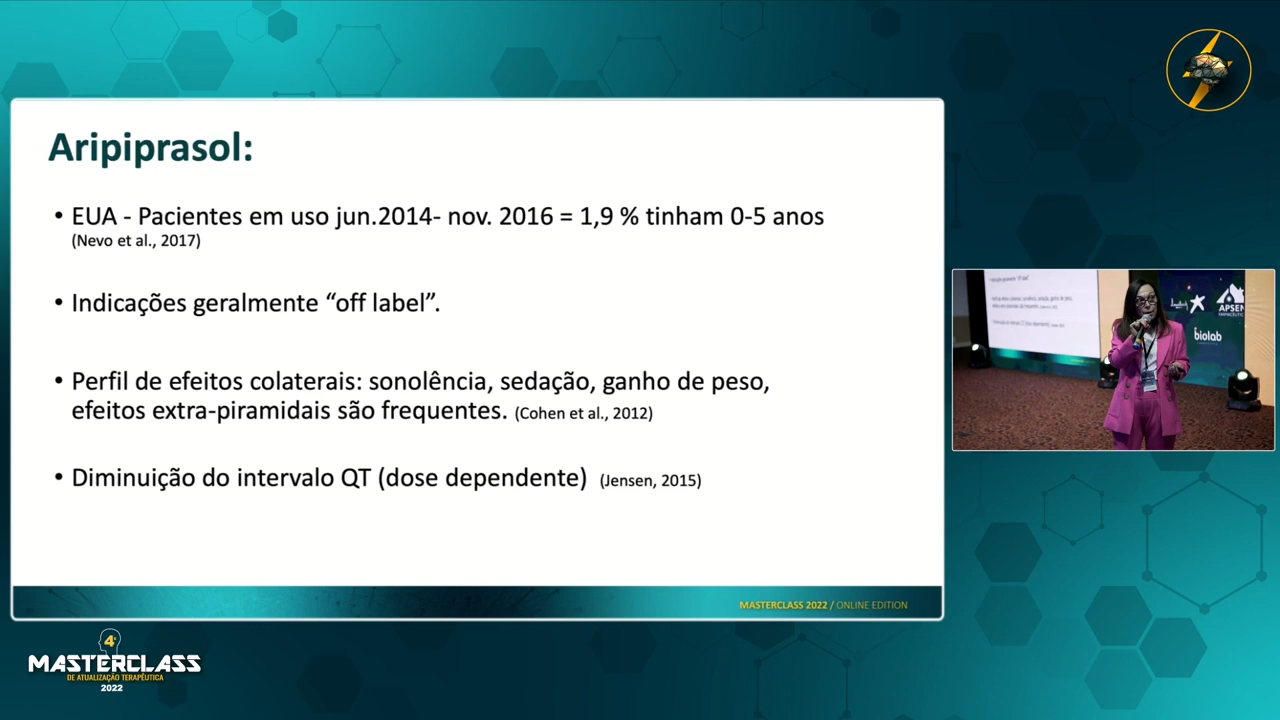 Aripiprasol:
• EUA - Pacientes em uso jun.2014- nov. 2016 = 1,9 % tinham 0-5 anos
(Nevo et al., 2017)
• Indicações geralmente “off label”.
• Perfil de efeitos colaterais: sonolência, sedação, ganho de peso,
efeitos extra-piramidais são frequentes. (Cohen et al., 2012)
• Diminuição do intervalo QT (dose dependente) (Jensen, 2015)
MASTERCLASS 2022 / ONLINE EDITION
APSEN
biolab
4ª
MASTERCLASS
DE ATUALIZAÇÃO TERAPÊUTICA
2022